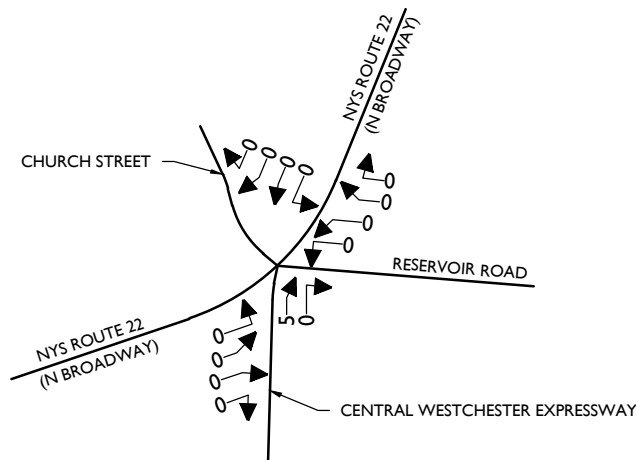 NYS ROUTE 22
(N BROADWAY)
CHURCH STREET
0
0
0
0
0
0
0
0
RESERVOIR ROAD
5
0
NYS ROUTE 22
(N BROADWAY)
0
0
0
0
CENTRAL WESTCHESTER EXPRESSWAY